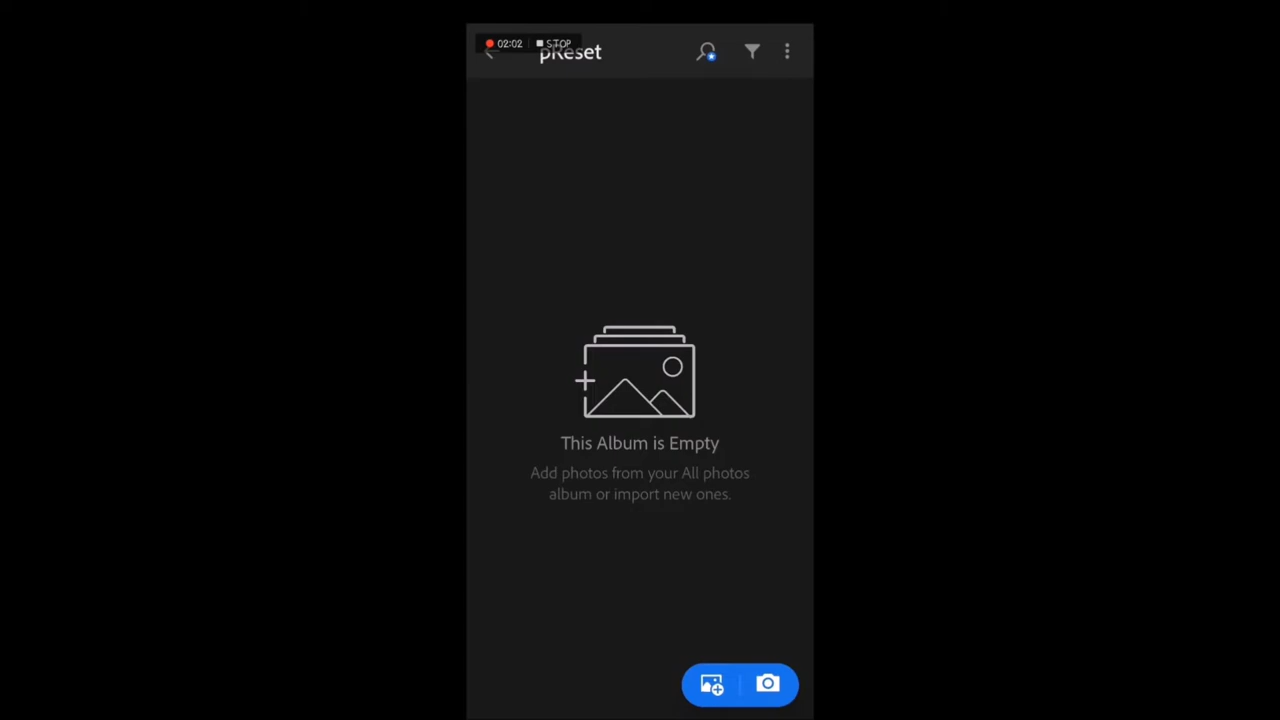 02:02 STOP
pReset
This Album is Empty
Add photos from your All photos
album or import new ones.